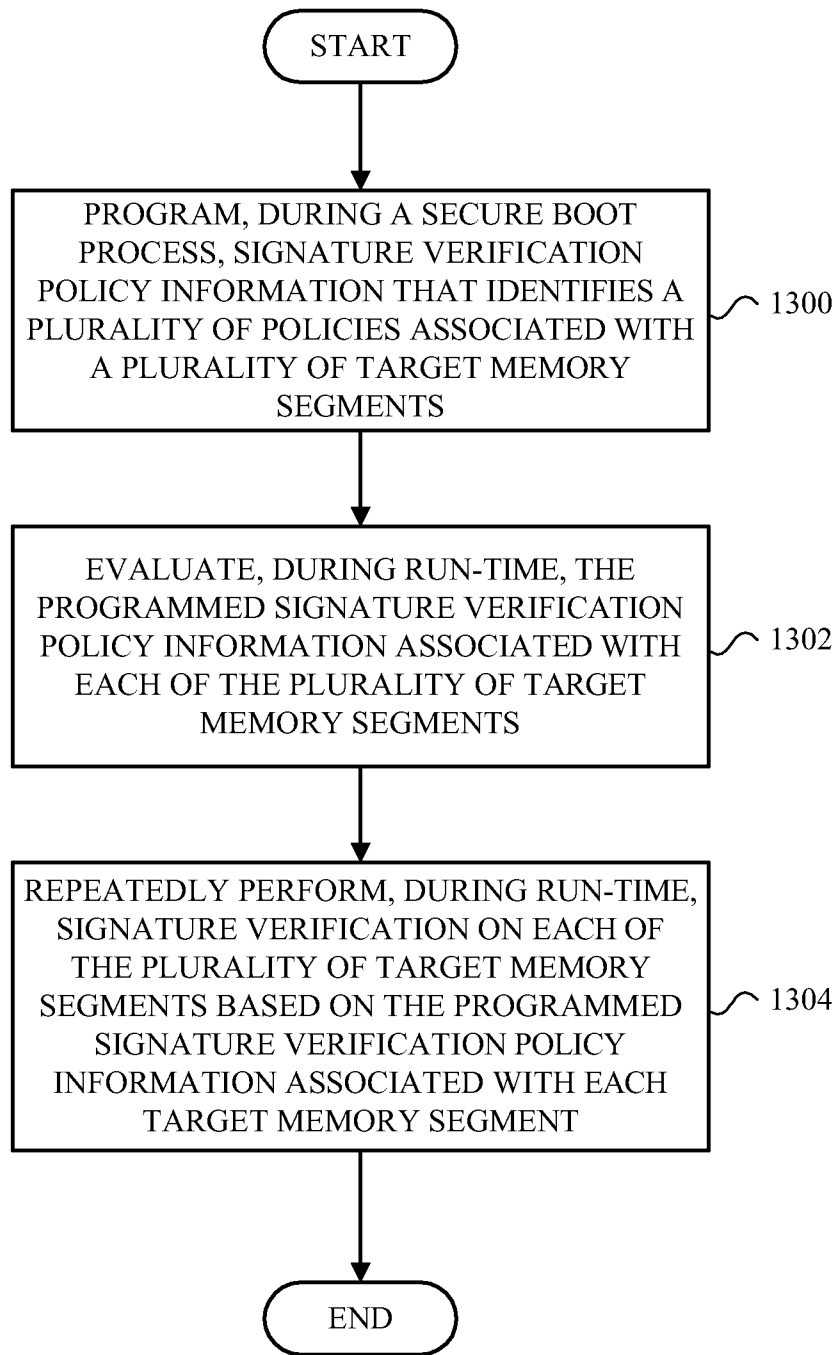 START
PROGRAM, DURING A SECURE BOOT
PROCESS, SIGNATURE VERIFICATION
POLICY INFORMATION THAT IDENTIFIES A
PLURALITY OF POLICIES ASSOCIATED WITH
A PLURALITY OF TARGET MEMORY
SEGMENTS
1300
EVALUATE, DURING RUN-TIME, THE
PROGRAMMED SIGNATURE VERIFICATION
POLICY INFORMATION ASSOCIATED WITH
EACH OF THE PLURALITY OF TARGET
MEMORY SEGMENTS
1302
REPEATEDLY PERFORM, DURING RUN-TIME,
SIGNATURE VERIFICATION ON EACH OF
THE PLURALITY OF TARGET MEMORY
SEGMENTS BASED ON THE PROGRAMMED
SIGNATURE VERIFICATION POLICY
INFORMATION ASSOCIATED WITH EACH
TARGET MEMORY SEGMENT
1304
END